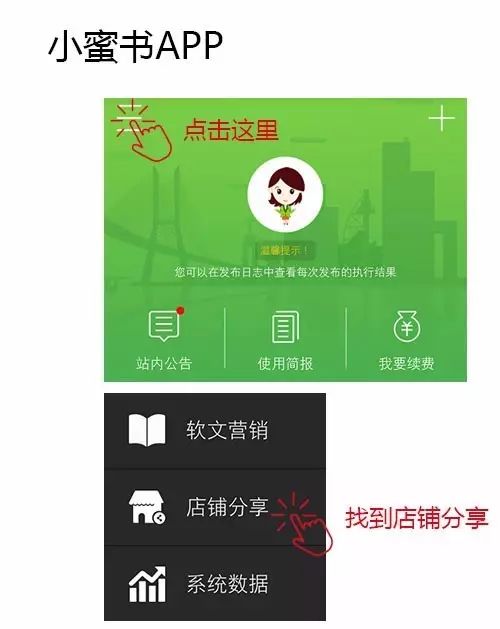 小蜜书APP
点击这里
温馨提示！
您可以在发布日志中查看每次发布的执行结果
站内公告
使用简报
我要续费
软文营销
店铺分享
找到店铺分享
系统数据